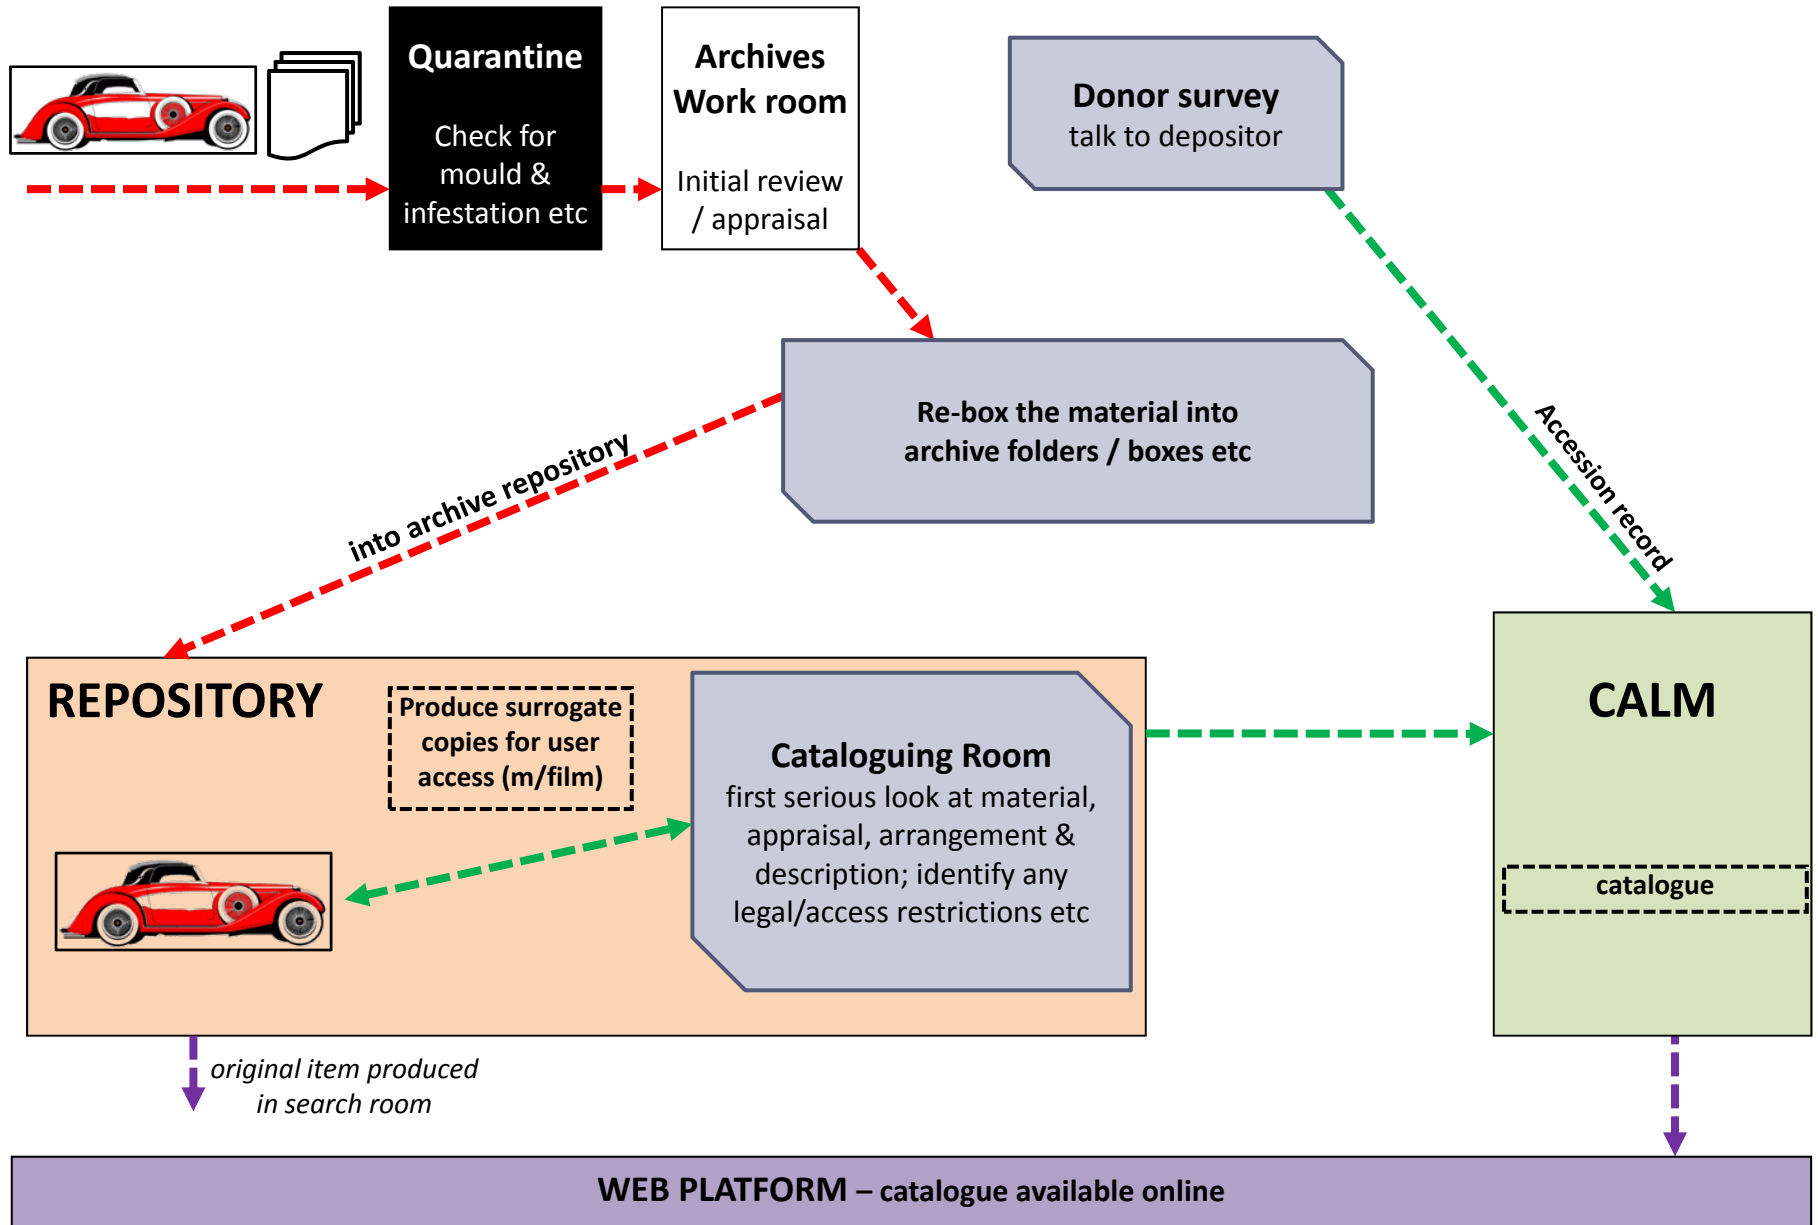 Quarantine
Check for
mould &
infestation etc
Archives
Work room
Initial review
/ appraisal
Donor survey
talk to depositor
Re-box the material into
archive folders / boxes etc
into archive repository
Accession record
REPOSITORY
Produce surrogate
copies for user
access (m/film)
Cataloguing Room
first serious look at material,
appraisal, arrangement &
description; identify any
legal/access restrictions etc
CALM
catalogue
original item produced
in search room
WEB PLATFORM – catalogue available online